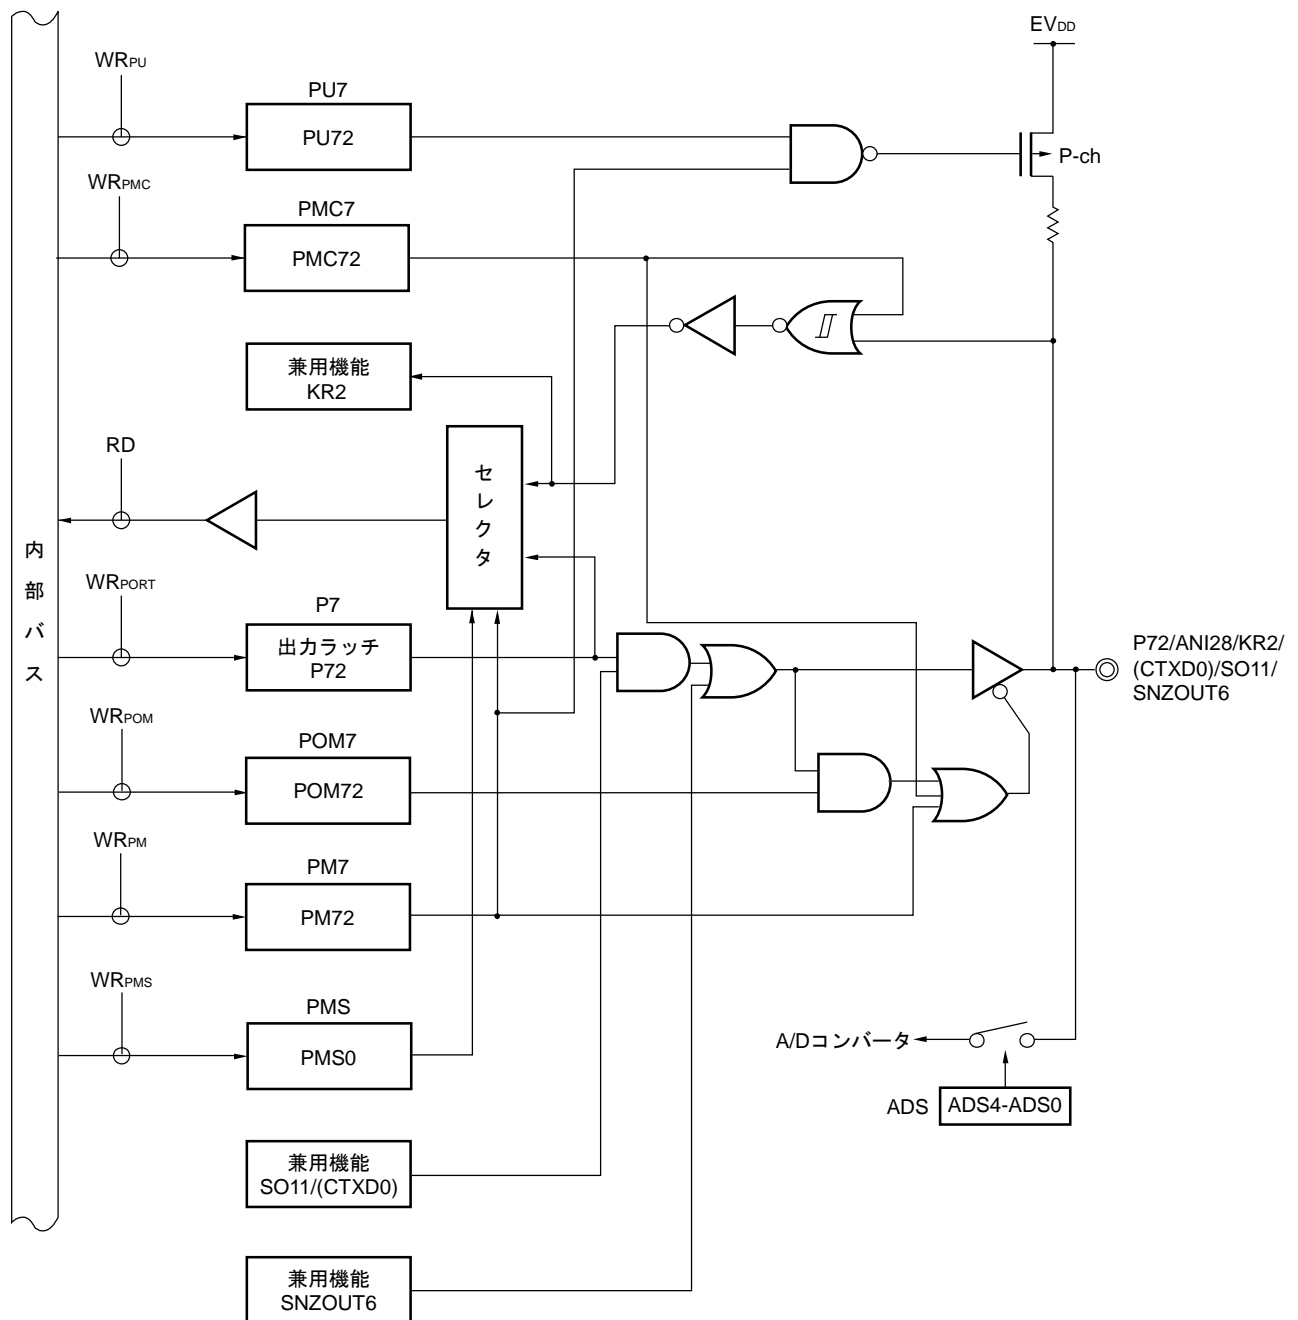 EVDD
WRPU
PU7
PU72
P-ch
WRPMC
PMC7
PMC72
兼用機能
KR2
RD
セレクタ
内部バス
WRPORT
P7
出力ラッチ
P72
P72/ANI28/KR2/
(CTXD0)/SO11/
SNZOUT6
WRPOM
POM7
POM72
WRPM
PM7
PM72
WRPMS
PMS
PMS0
A/Dコンバータ
ADS
ADS4-ADS0
兼用機能
SO11/(CTXD0)
兼用機能
SNZOUT6